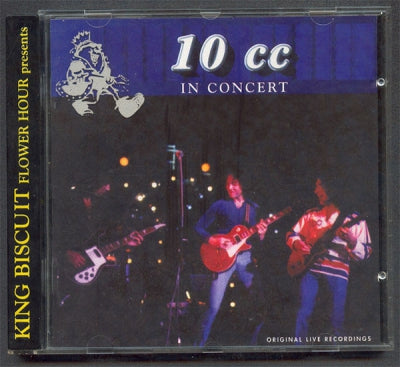 KING BISCUIT FLOWER HOUR presents
10 cc
IN CONCERT
ORIGINAL LIVE RECORDINGS